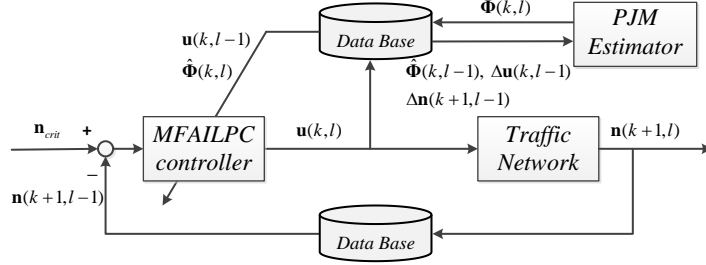 Φ(k,l)
PJM
Estimator
u(k,l−1)
Data Base
Φ̂(k,l)
Φ̂(k,l−1), Δu(k,l−1)
Δn(k+1,l−1)
n_crit
+
MFAILPC
controller
u(k,l)
Traffic
Network
n(k+1,l)
−
n(k+1,l−1)
Data Base